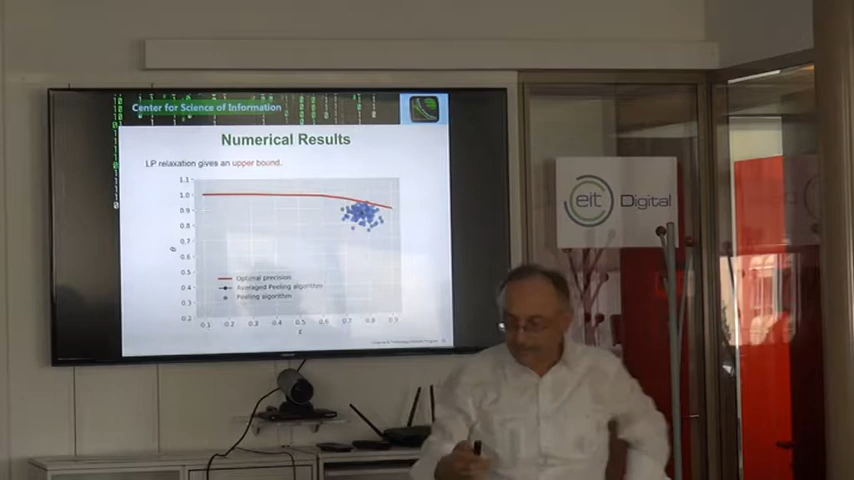 Center for Science of Information
Numerical Results
LP relaxation gives an upper bound.
1.1
1.0
0.9
0.8
0.7
0.6
0.5
0.4
0.3
0.2
θ
Optimal precision
Averaged Peeling algorithm
Peeling algorithm
0.1 0.2 0.3 0.4 0.5 0.6 0.7 0.8 0.9
ε
eit Digital